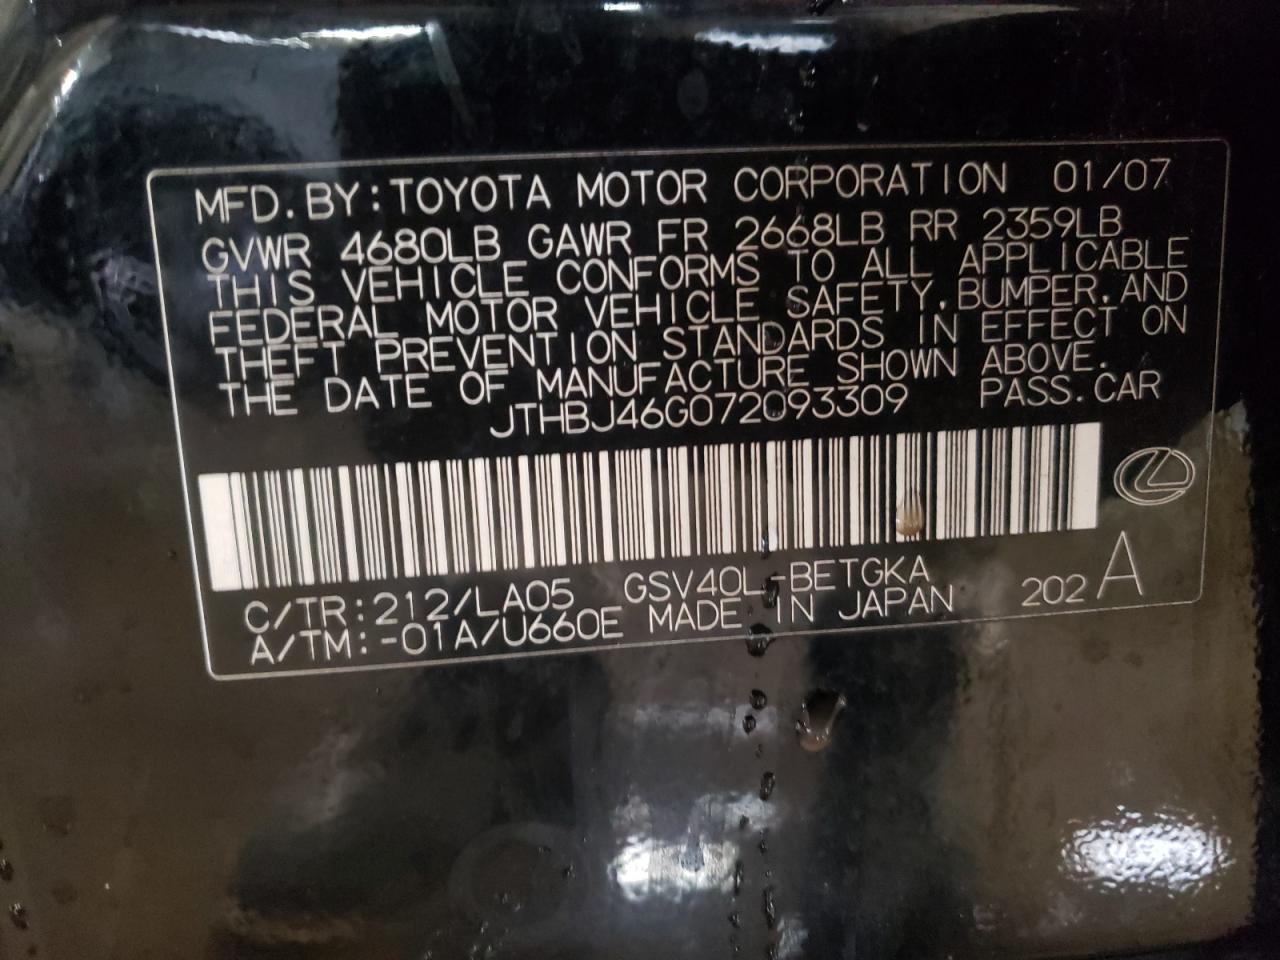 MFD. BY: TOYOTA MOTOR CORPORATION 01/07
GVWR 4680LB GAWR FR 2668LB RR 2359LB
THIS VEHICLE CONFORMS TO ALL APPLICABLE
FEDERAL MOTOR VEHICLE SAFETY, BUMPER, AND
THEFT PREVENTION STANDARDS IN EFFECT ON
THE DATE OF MANUFACTURE SHOWN ABOVE.
JTHBJ46G072093309 PASS. CAR
C/TR: 212/LA05 GSV40L-BETGKA
A/TM: -01A/U660E MADE IN JAPAN 202 A